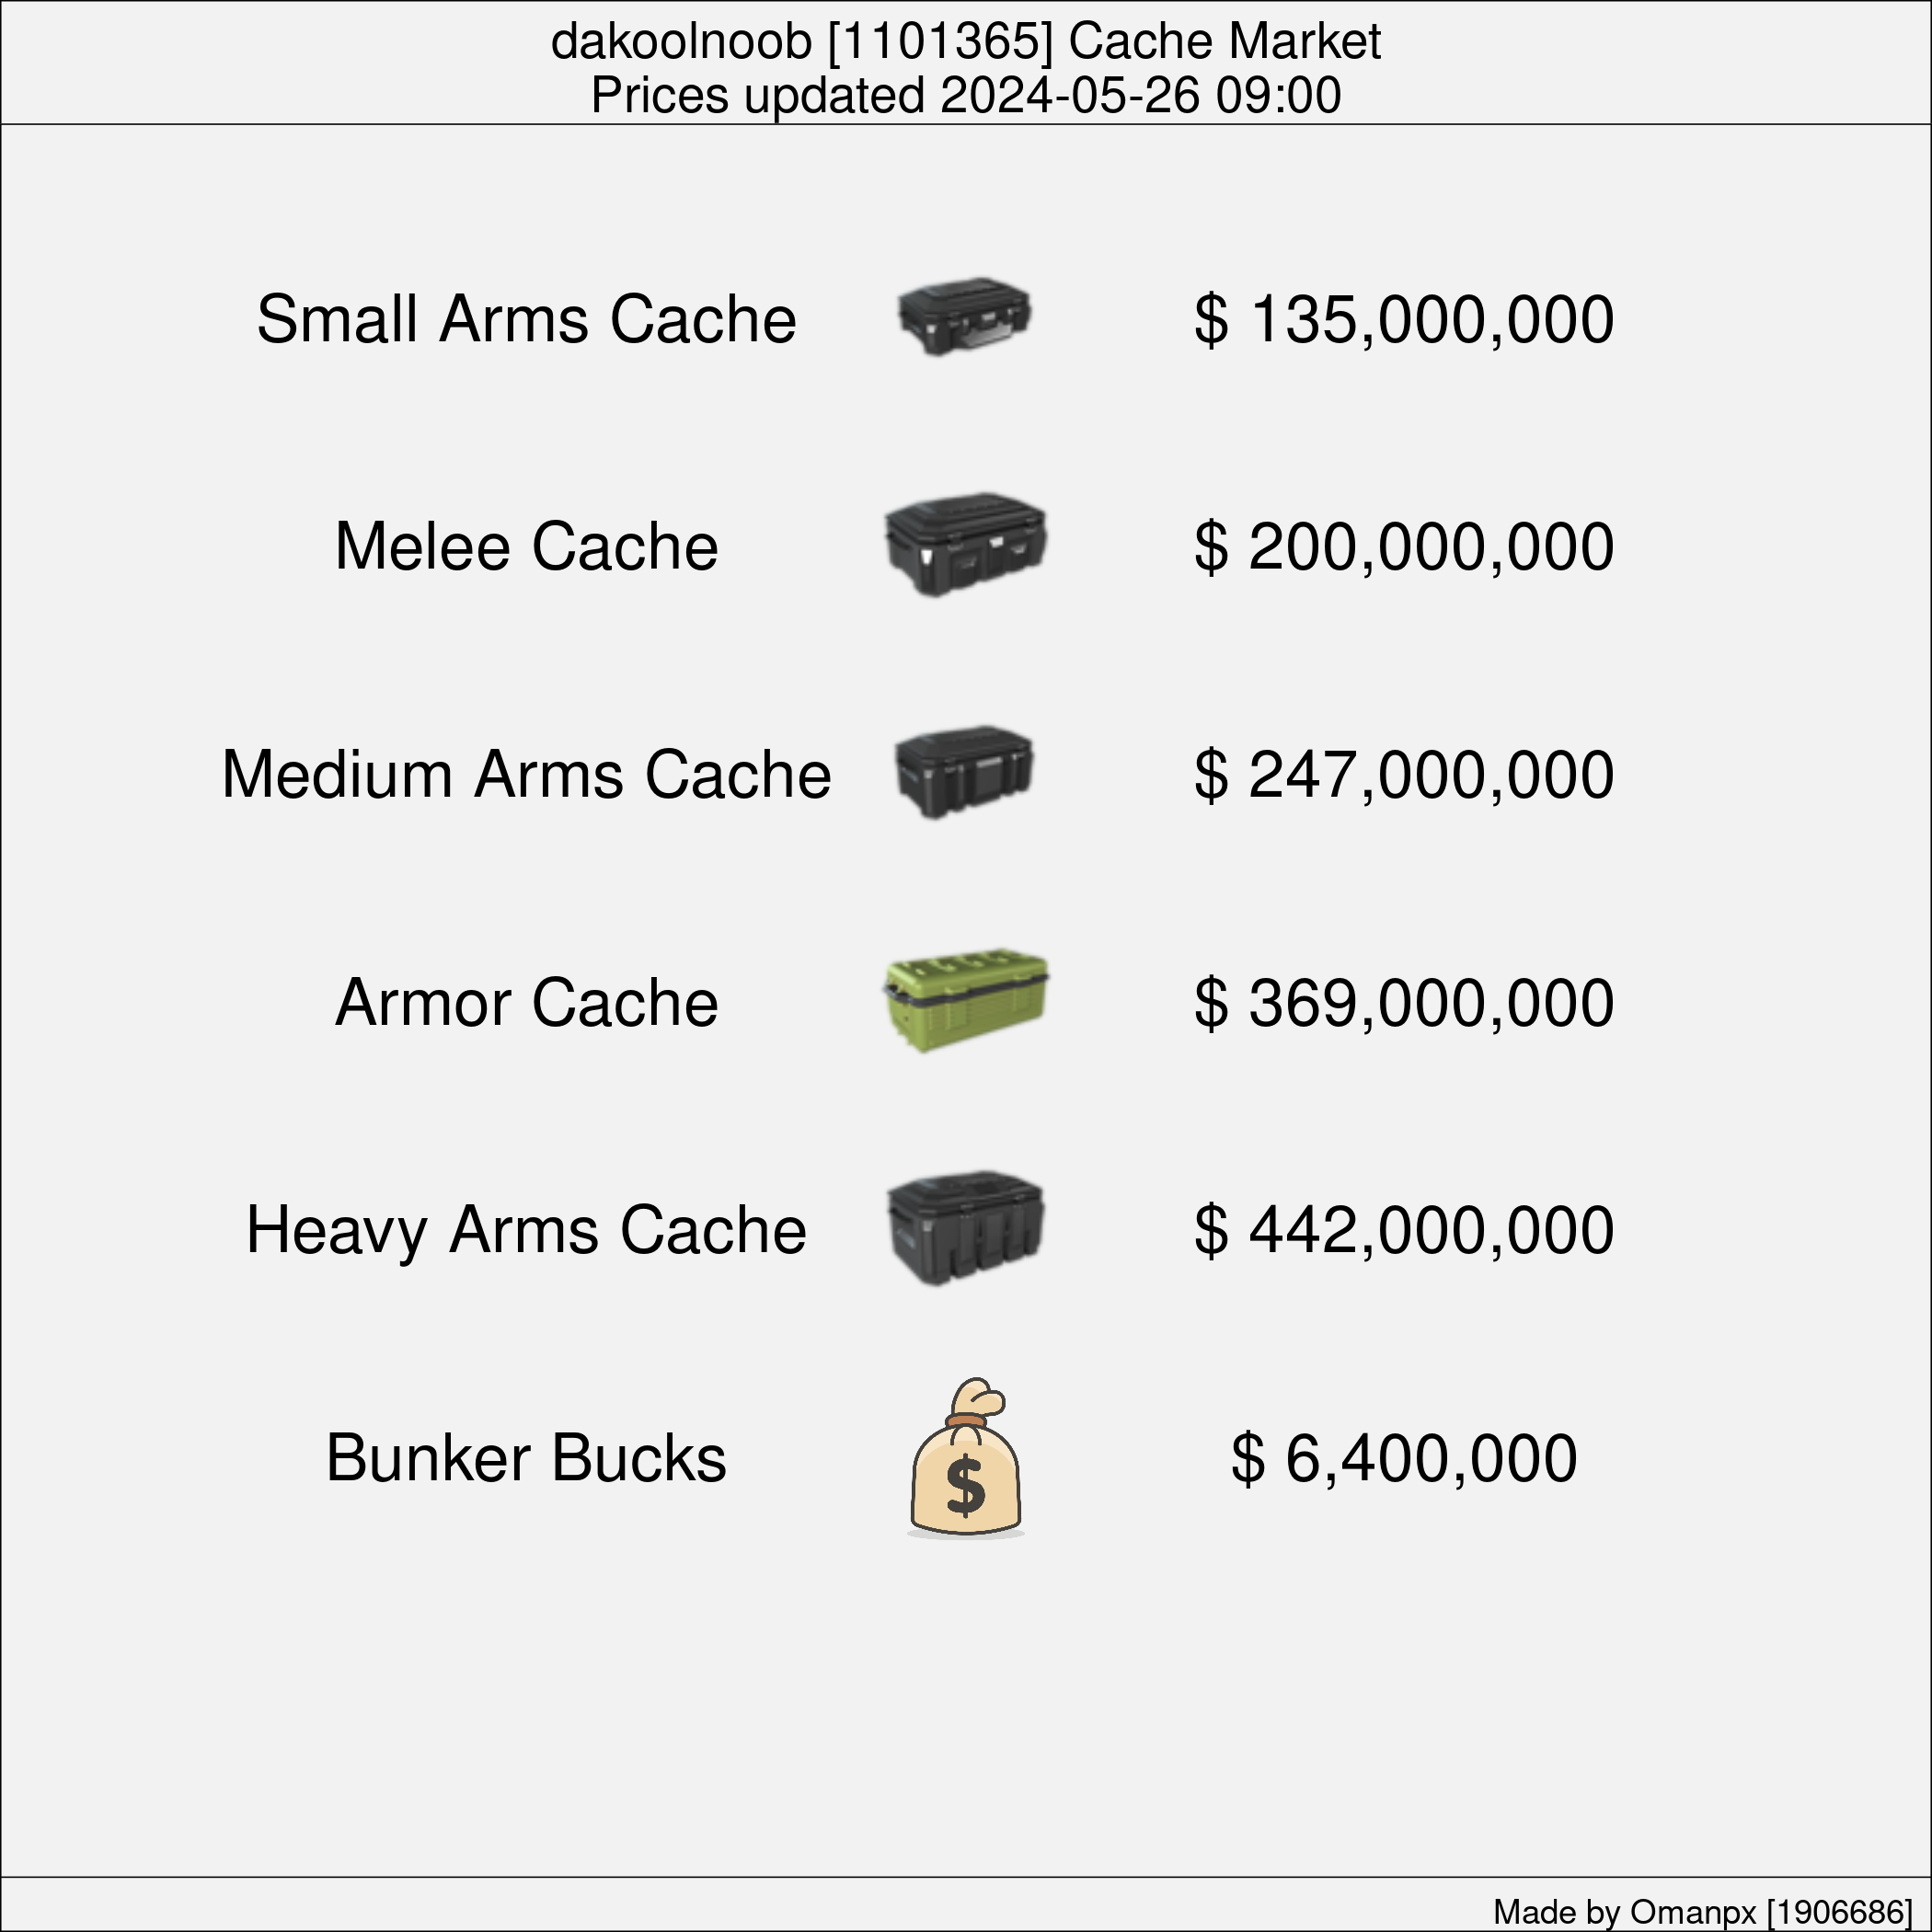 dakoolnoob [1101365] Cache Market
Prices updated 2024-05-26 09:00
Small Arms Cache $ 135,000,000
Melee Cache $ 200,000,000
Medium Arms Cache $ 247,000,000
Armor Cache $ 369,000,000
Heavy Arms Cache $ 442,000,000
Bunker Bucks $ $ 6,400,000
Made by Omanpx [1906686]